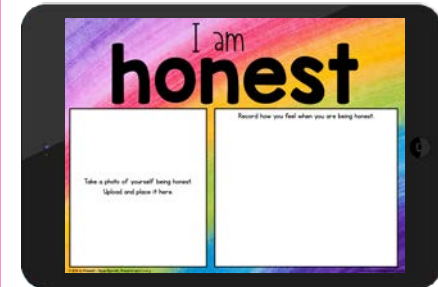 I am
honest
Record how you feel when you are being honest.
Take a photo of yourself being honest.
Upload and place it here.